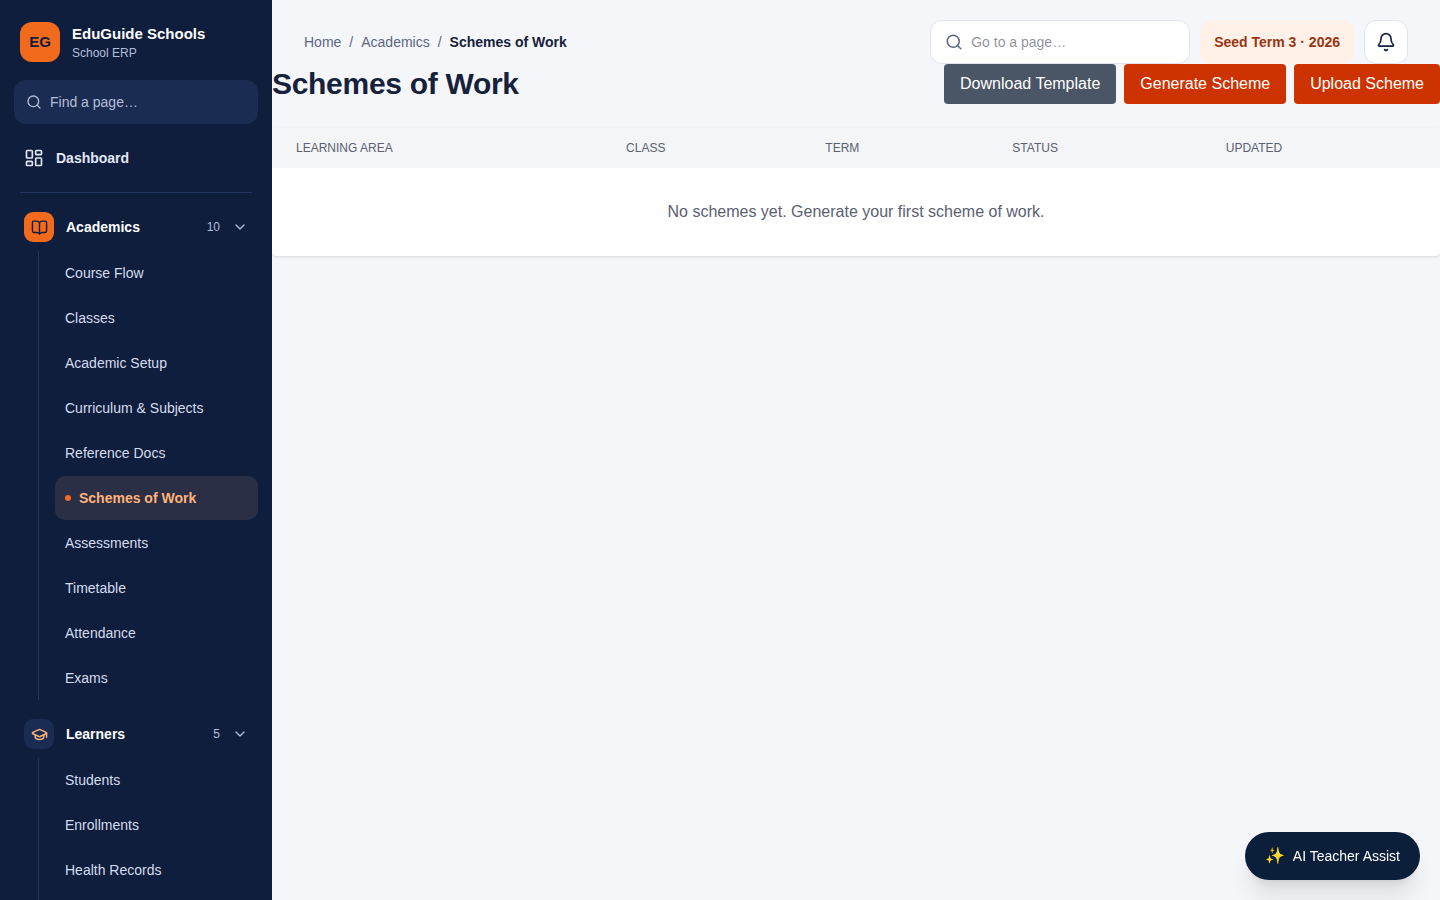 EG
EduGuide Schools
School ERP
Find a page…
Dashboard
Academics 10
Course Flow
Classes
Academic Setup
Curriculum & Subjects
Reference Docs
Schemes of Work
Assessments
Timetable
Attendance
Exams
Learners 5
Students
Enrollments
Health Records
Home / Academics / Schemes of Work
Go to a page…
Seed Term 3 · 2026
Schemes of Work
Download Template
Generate Scheme
Upload Scheme
LEARNING AREA CLASS TERM STATUS UPDATED
No schemes yet. Generate your first scheme of work.
✨ AI Teacher Assist